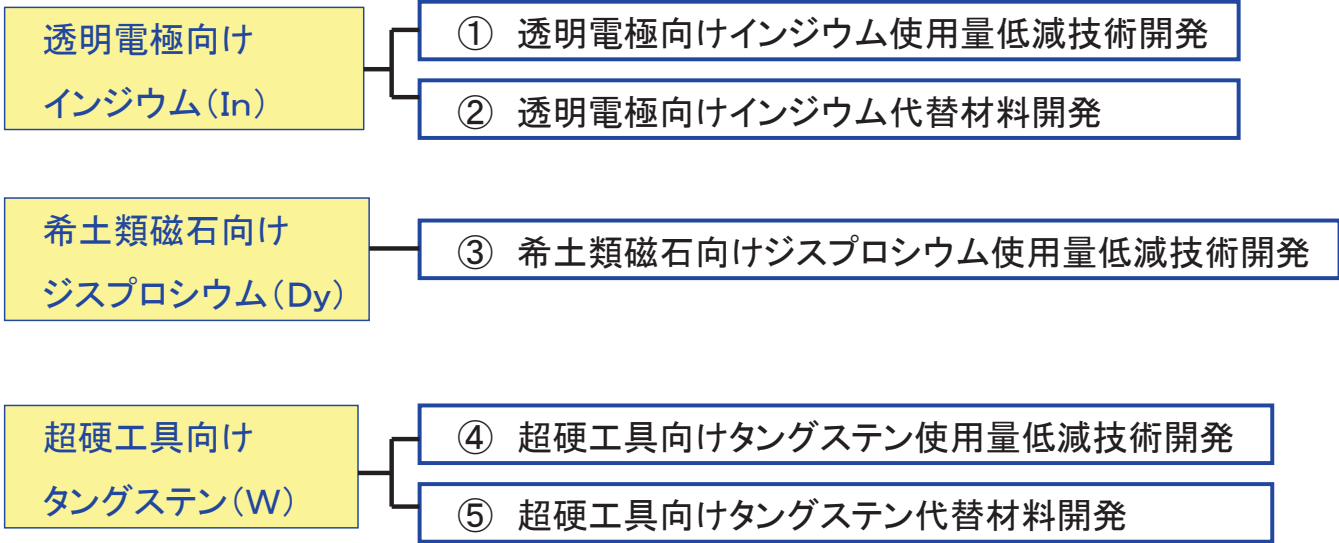 透明電極向け
インジウム(In)
① 透明電極向けインジウム使用量低減技術開発
② 透明電極向けインジウム代替材料開発
希土類磁石向け
ジスプロシウム(Dy)
③ 希土類磁石向けジスプロシウム使用量低減技術開発
超硬工具向け
タングステン(W)
④ 超硬工具向けタングステン使用量低減技術開発
⑤ 超硬工具向けタングステン代替材料開発